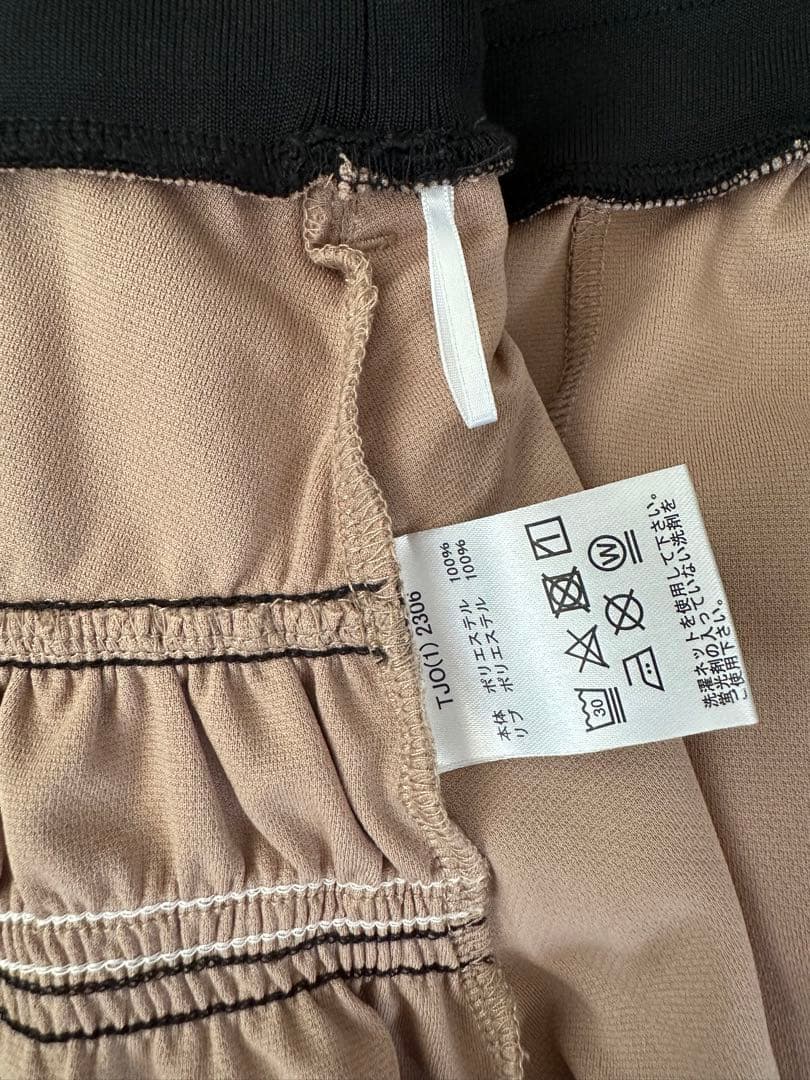 TJO(1) 2306
本体 ポリエステル 100%
リブ ポリエステル 100%
30
W
洗濯ネットを使用して下さい。
蛍光剤の入っていない洗剤を
ご使用下さい。